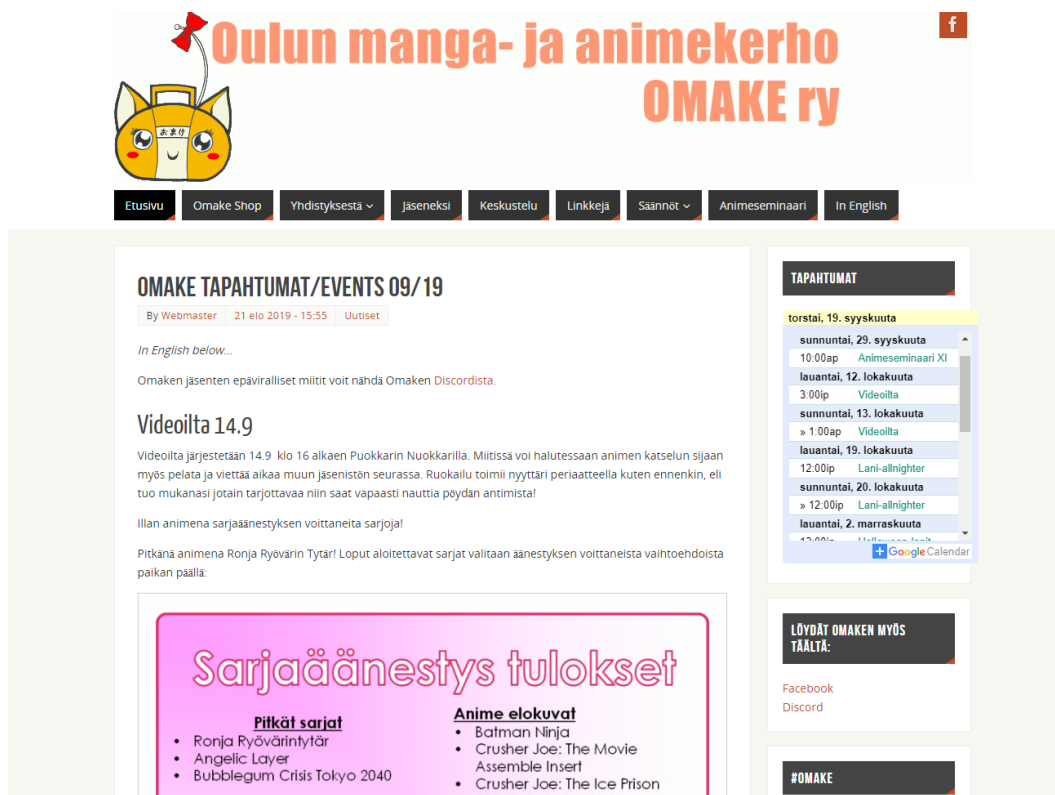 Oulun manga- ja animekerho
OMAKE ry
f
おまけ
Etusivu
Omake Shop
Yhdistyksestä
Jäseneksi
Keskustelu
Linkkejä
Säännöt
Animeseminaari
In English
OMAKE TAPAHTUMAT/EVENTS 09/19
By Webmaster
21 elo 2019 - 15:55
Uutiset
In English below...
Omaken jäsenten epäviralliset miitit voit nähdä Omaken Discordista.
Videoilta 14.9
Videoilta järjestetään 14.9 klo 16 alkaen Puokkarin Nuokkarilla. Miitissä voi halutessaan animen katselun sijaan
myös pelata ja viettää aikaa muun jäsenistön seurassa. Ruokailu toimii nyyttäri periaatteella kuten ennenkin, eli
tuo mukanasi jotain tarjottavaa niin saat vapaasti nauttia pöydän antimista!
Illan animena sarjaäänestyksen voittaneita sarjoja!
Pitkänä animena Ronja Ryövärin Tytär! Loput aloitettavat sarjat valitaan äänestyksen voittaneista vaihtoehdoista
paikan päällä:
Sarjaäänestys tulokset
Pitkät sarjat
• Ronja Ryövärintytär
• Angelic Layer
• Bubblegum Crisis Tokyo 2040
Anime elokuvat
• Batman Ninja
• Crusher Joe: The Movie
Assemble Insert
• Crusher Joe: The Ice Prison
TAPAHTUMAT
torstai, 19. syyskuuta
sunnuntai, 29. syyskuuta
10:00ap Animeseminaari XI
lauantai, 12. lokakuuta
3:00ip Videoilta
sunnuntai, 13. lokakuuta
» 1:00ap Videoilta
lauantai, 19. lokakuuta
12:00ip Lani-allnighter
sunnuntai, 20. lokakuuta
» 12:00ip Lani-allnighter
lauantai, 2. marraskuuta
Google Calendar
LÖYDÄT OMAKEN MYÖS
TÄÄLTÄ:
Facebook
Discord
#OMAKE